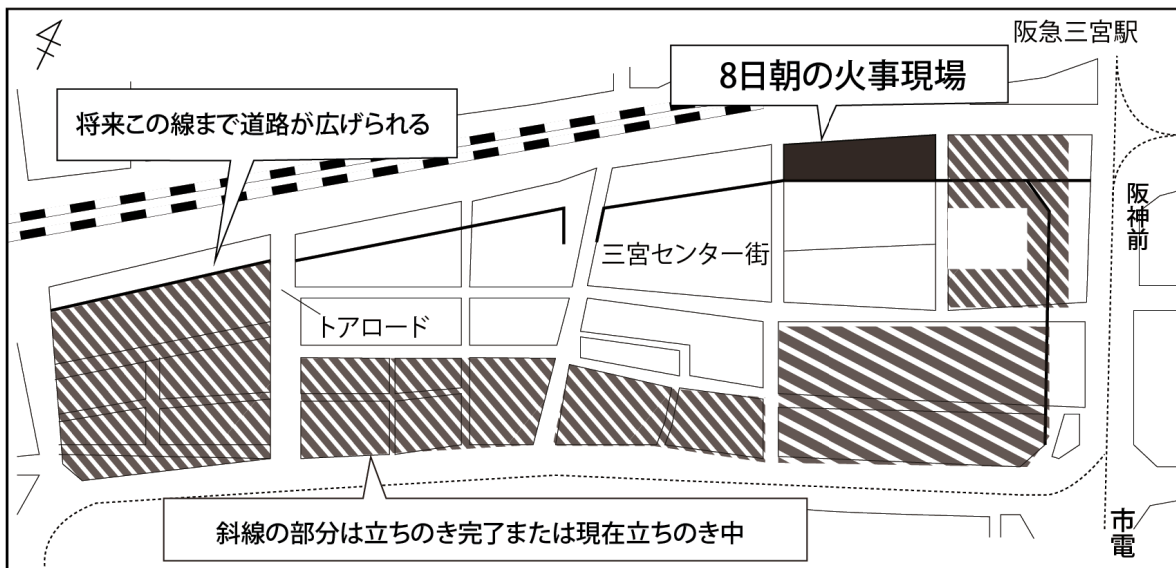 阪急三宮駅
8日朝の火事現場
将来この線まで道路が広げられる
阪神前
三宮センター街
トアロード
斜線の部分は立ちのき完了または現在立ちのき中
市電